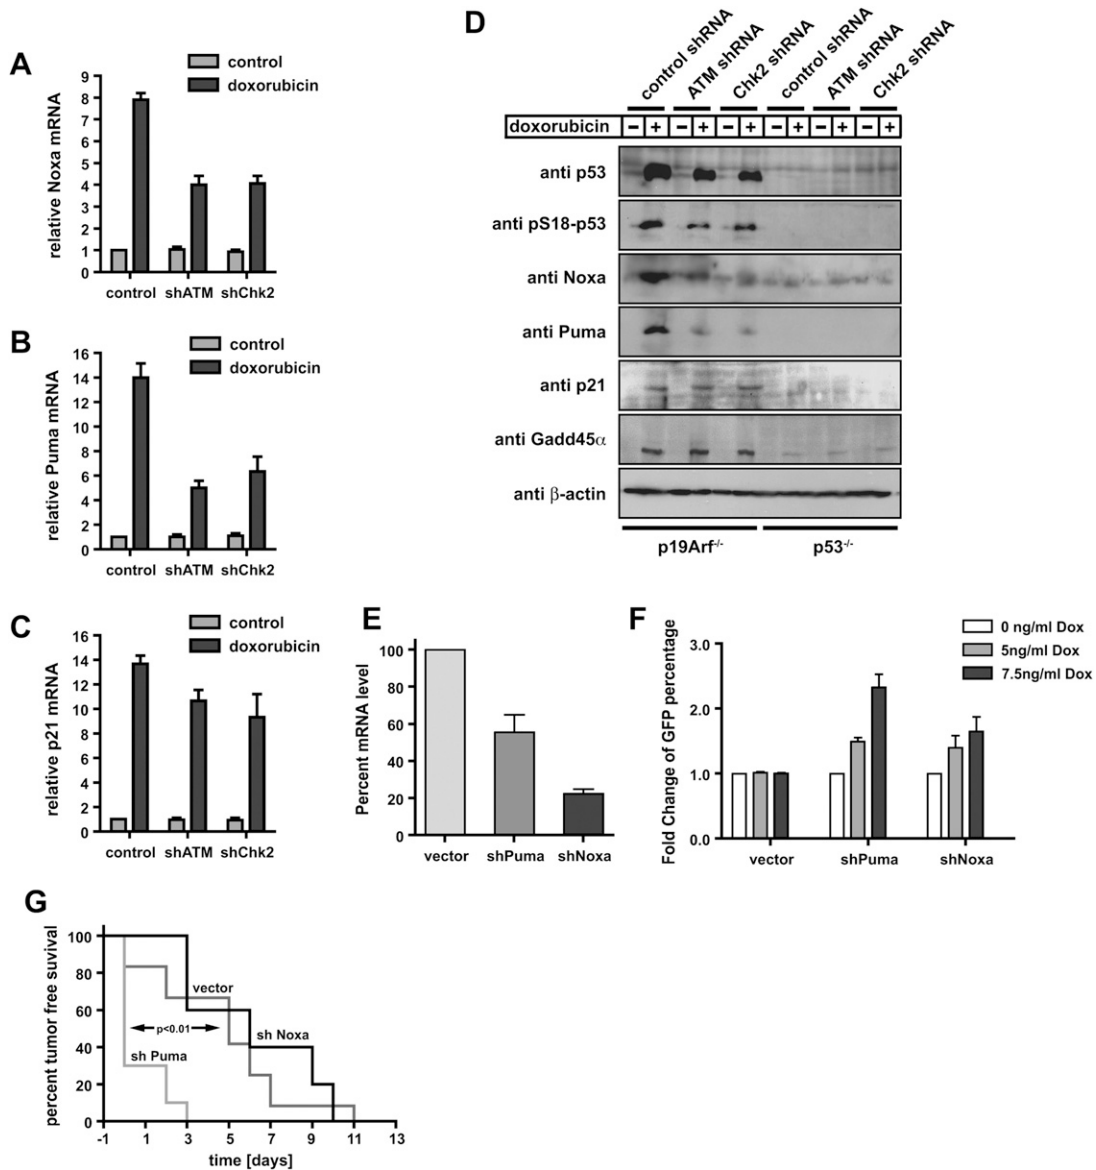 A
control
doxorubicin
relative Noxa mRNA
9
8
7
6
5
4
3
2
1
0
control shATM shChk2
B
control
doxorubicin
relative Puma mRNA
16
14
12
10
8
6
4
2
0
control shATM shChk2
C
control
doxorubicin
relative p21 mRNA
16
14
12
10
8
6
4
2
0
control shATM shChk2
D
control shRNA
ATM shRNA
Chk2 shRNA
control shRNA
ATM shRNA
Chk2 shRNA
doxorubicin − + − + − + − + − + − +
anti p53
anti pS18-p53
anti Noxa
anti Puma
anti p21
anti Gadd45α
anti β-actin
p19Arf-/- p53-/-
E
Percent mRNA level
100
80
60
40
20
0
vector shPuma shNoxa
F
0 ng/ml Dox
5ng/ml Dox
7.5ng/ml Dox
Fold Change of GFP percentage
3.0
2.0
1.0
0.0
vector shPuma shNoxa
G
percent tumor free suvival
100
80
60
40
20
0
vector
p<0.01
sh Noxa
sh Puma
-1 1 3 5 7 9 11 13
time [days]